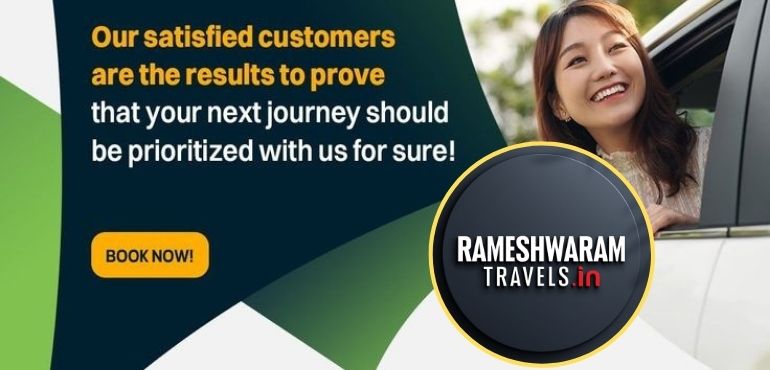 Our satisfied customers
are the results to prove
that your next journey should
be prioritized with us for sure!
BOOK NOW!
RAMESHWARAM
TRAVELS.in